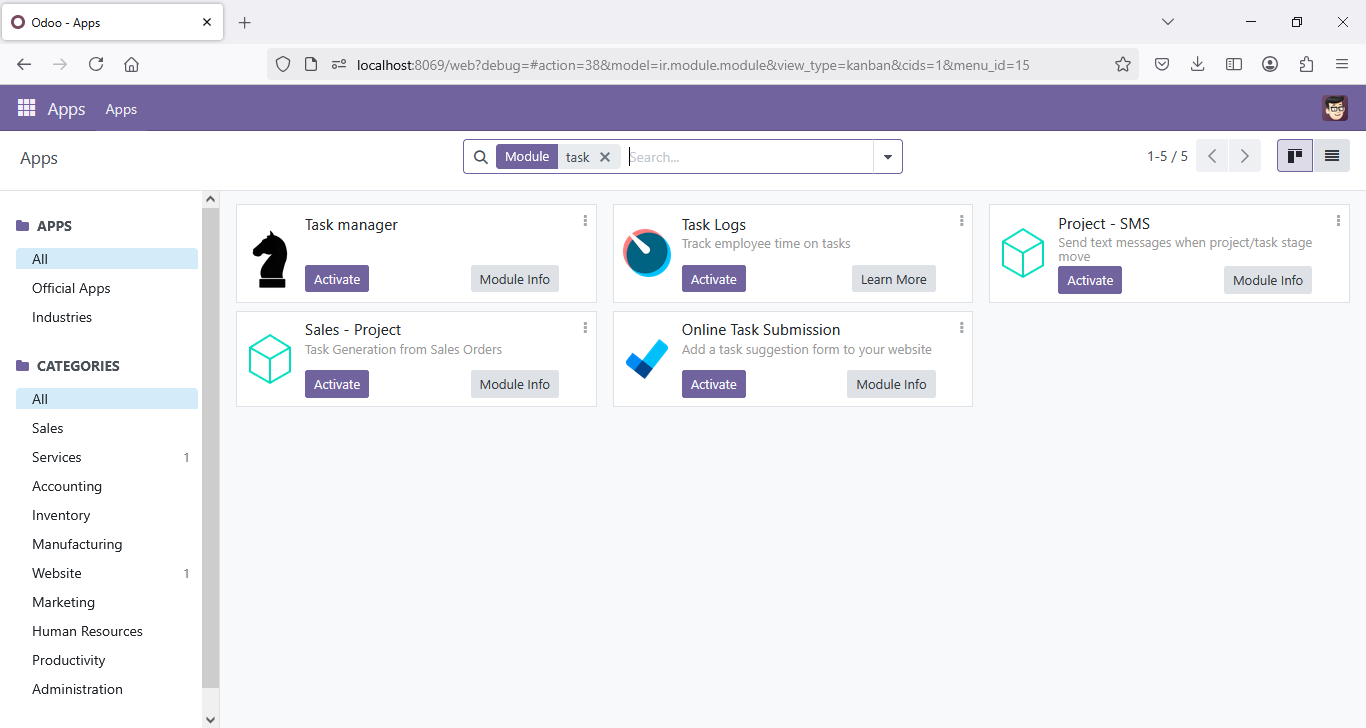 Odoo - Apps
localhost:8069/web?debug=#action=38&model=ir.module.module&view_type=kanban&cids=1&menu_id=15
Apps Apps
Apps
Module task Search...
1-5 / 5
APPS
All
Official Apps
Industries
CATEGORIES
All
Sales
Services 1
Accounting
Inventory
Manufacturing
Website 1
Marketing
Human Resources
Productivity
Administration
Task manager
Activate Module Info
Task Logs
Track employee time on tasks
Activate Learn More
Project - SMS
Send text messages when project/task stage
move
Activate Module Info
Sales - Project
Task Generation from Sales Orders
Activate Module Info
Online Task Submission
Add a task suggestion form to your website
Activate Module Info